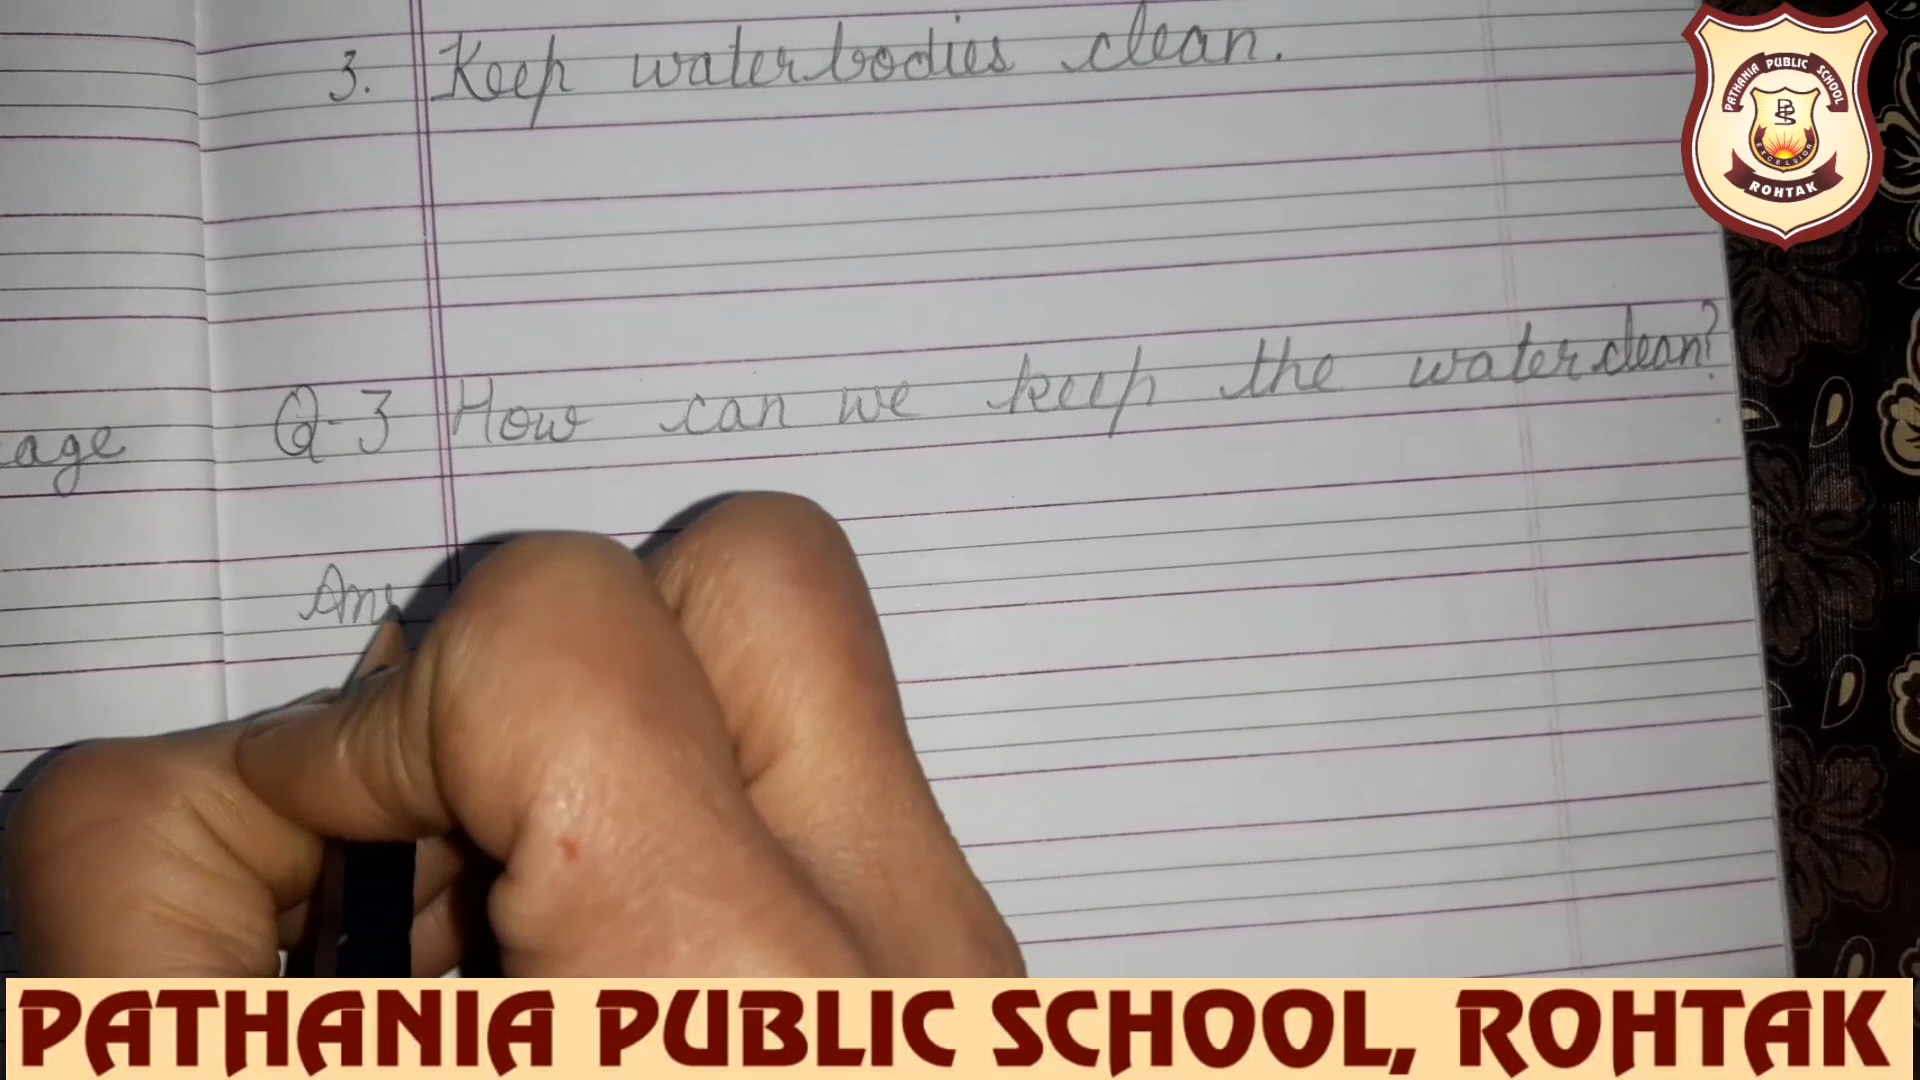 3. Keep waterbodies clean.
age
Q-3 How can we keep the water clean?
Ans
PATHANIA PUBLIC SCHOOL
EXCELSIOR
ROHTAK
PATHANIA PUBLIC SCHOOL, ROHTAK